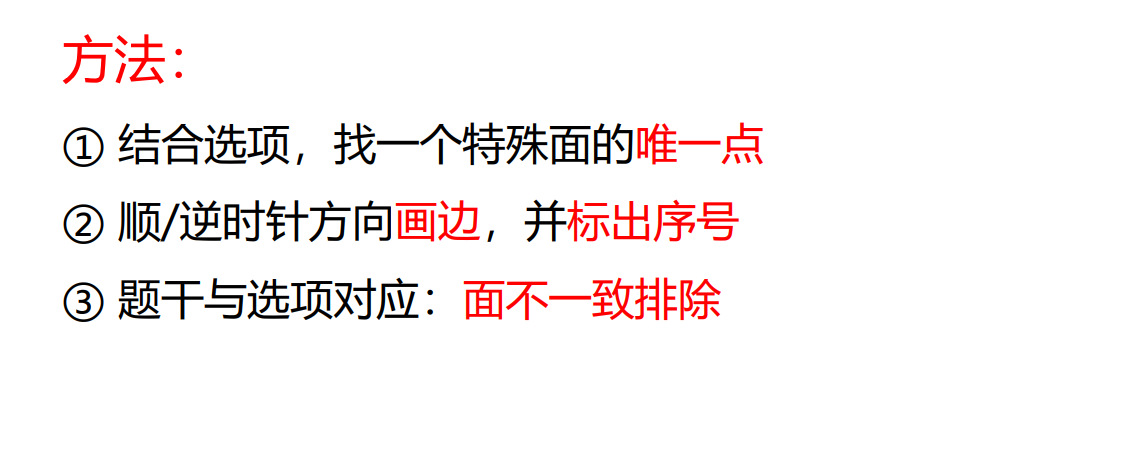 方法：
① 结合选项，找一个特殊面的唯一点
② 顺/逆时针方向画边，并标出序号
③ 题干与选项对应：面不一致排除